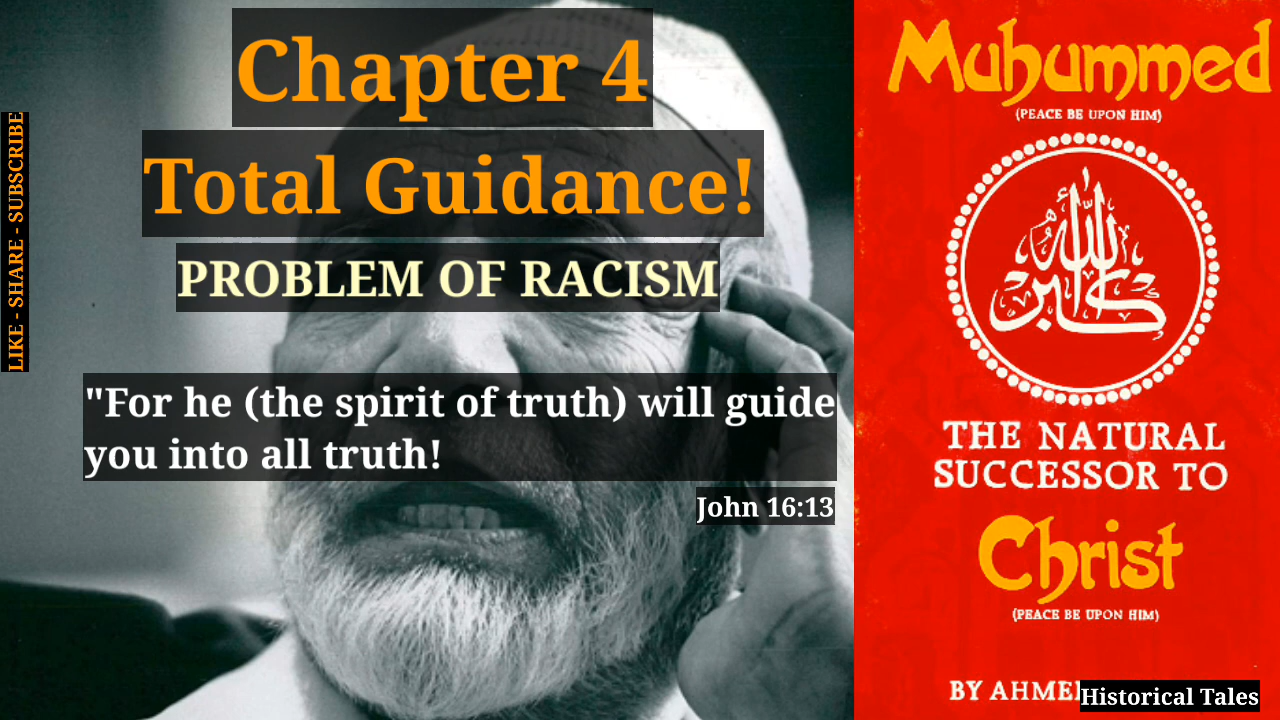 LIKE - SHARE - SUBSCRIBE
Chapter 4
Total Guidance!
PROBLEM OF RACISM
"For he (the spirit of truth) will guide
you into all truth!
John 16:13
Muhummed
(PEACE BE UPON HIM)
الله اكبر
THE NATURAL
SUCCESSOR TO
Christ
(PEACE BE UPON HIM)
BY AHME
Historical Tales